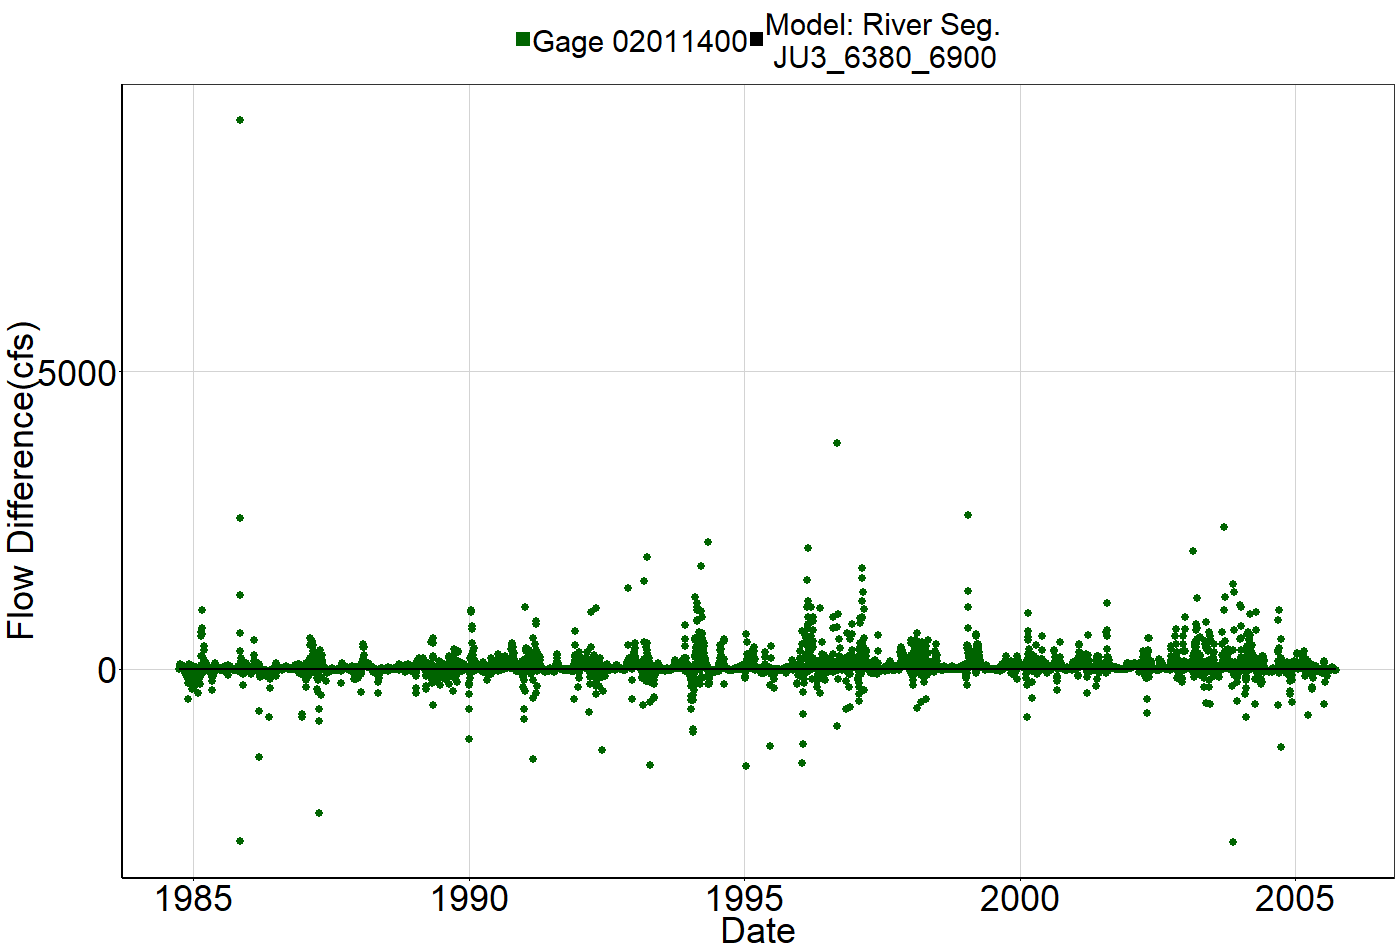 Gage 02011400
Model: River Seg.
JU3_6380_6900
Flow Difference(cfs)
5000
0
1985
1990
1995
2000
2005
Date